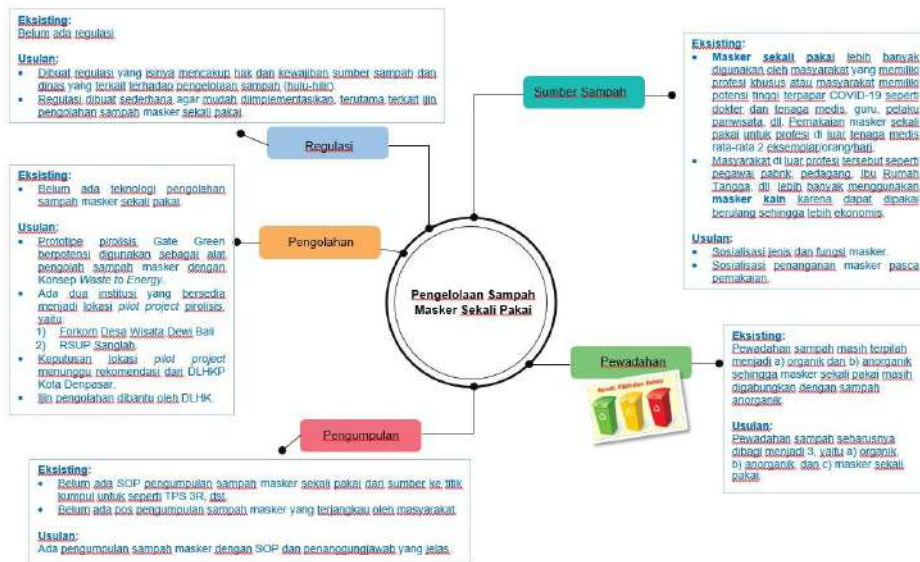 Eksisting:
Belum ada regulasi
Usulan:
• Dibuat regulasi yang isinya mencakup hak dan kewajiban sumber sampah dan
dinas yang terkait terhadap pengelolaan sampah (hulu-hilir)
• Regulasi dibuat sederhana agar mudah diimplementasikan, terutama terkait ijin
pengolahan sampah masker sekali pakai.
Regulasi
Sumber Sampah
Eksisting:
• Masker sekali pakai lebih banyak
digunakan oleh masyarakat yang memiliki
profesi khusus atau masyarakat memiliki
potensi tinggi terpapar COVID-19 seperti
dokter dan tenaga medis, guru, pelaku
pariwisata, dll. Pemakaian masker sekali
pakai untuk profesi di luar tenaga medis
rata-rata 2 eksemplar/orang/hari.
• Masyarakat di luar profesi tersebut seperti
pegawai pabrik, pedagang, Ibu Rumah
Tangga, dll. lebih banyak menggunakan
masker kain karena dapat dipakai
berulang sehingga lebih ekonomis.
Usulan:
• Sosialisasi jenis dan fungsi masker.
• Sosialisasi penanganan masker pasca
pemakaian.
Eksisting:
• Belum ada teknologi pengolahan
sampah masker sekali pakai.
Usulan:
• Prototipe pirolisis Gate Green
berpotensi digunakan sebagai alat
pengolah sampah masker dengan
Konsep Waste to Energy.
• Ada dua institusi yang bersedia
menjadi lokasi pilot project pirolisis,
yaitu:
1) Forkom Desa Wisata Dewi Bali
2) RSUP Sanglah.
• Keputusan lokasi pilot project
menunggu rekomendasi dari DLHKP
Kota Denpasar.
• Ijin pengolahan dibantu oleh DLHK.
Pengolahan
Pengelolaan Sampah
Masker Sekali Pakai
Pewadahan
Eksisting:
Pewadahan sampah masih terpilah
menjadi a) organik dan b) anorganik
sehingga masker sekali pakai masih
digabungkan dengan sampah
anorganik.
Usulan:
Pewadahan sampah seharusnya
dibagi menjadi 3, yaitu a) organik,
b) anorganik, dan c) masker sekali
pakai.
Pengumpulan
Eksisting:
• Belum ada SOP pengumpulan sampah masker sekali pakai dari sumber ke titik
kumpul untuk seperti TPS 3R, dst.
• Belum ada pos pengumpulan sampah masker yang terjangkau oleh masyarakat
Usulan:
Ada pengumpulan sampah masker dengan SOP dan penanggungjawab yang jelas